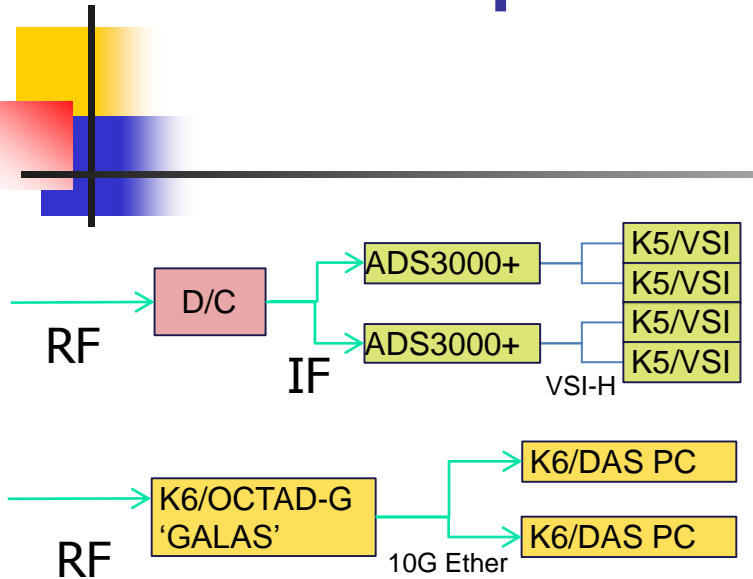 K5/VSI
ADS3000+
K5/VSI
D/C
K5/VSI
RF
ADS3000+
IF
K5/VSI
VSI-H
K6/DAS PC
K6/OCTAD-G
‘GALAS’
K6/DAS PC
RF
10G Ether